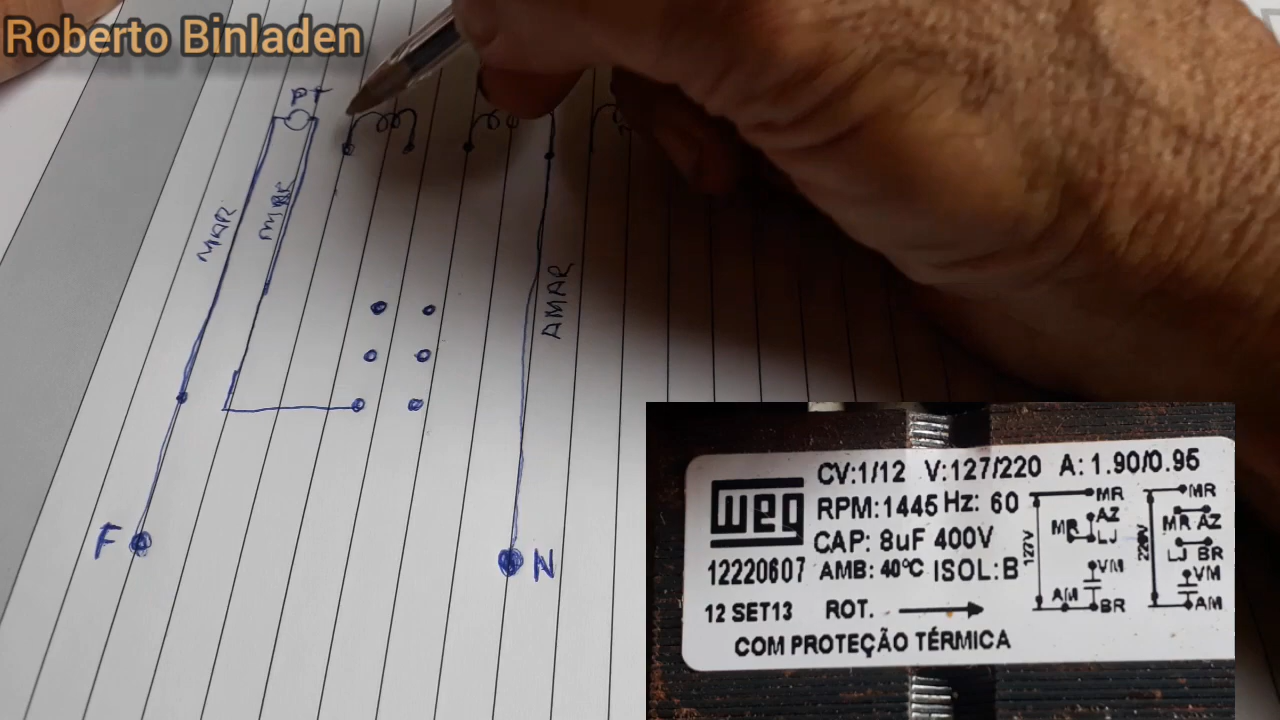 Roberto Binladen
PT
MAR
MAR
AMAR
F
N
WEG
CV:1/12 V:127/220 A: 1.90/0.95
RPM:1445 Hz: 60
CAP: 8uF 400V
12220607 AMB: 40°C ISOL:B
12 SET13 ROT.
COM PROTEÇÃO TÉRMICA
127V
MR
MR AZ
LJ
VM
AM
BR
220V
MR
MR AZ
LJ BR
VM
AM